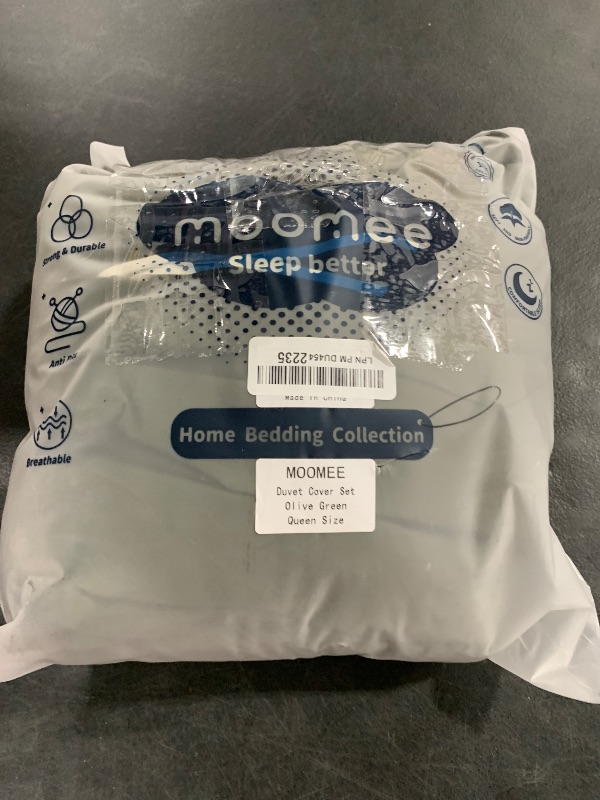 moomee
Sleep better
Strong & Durable
Anti
Breathable
LPN PM DU454 2235
Made in China
Home Bedding Collection
MOOMEE
Duvet Cover Set
Olive Green
Queen Size